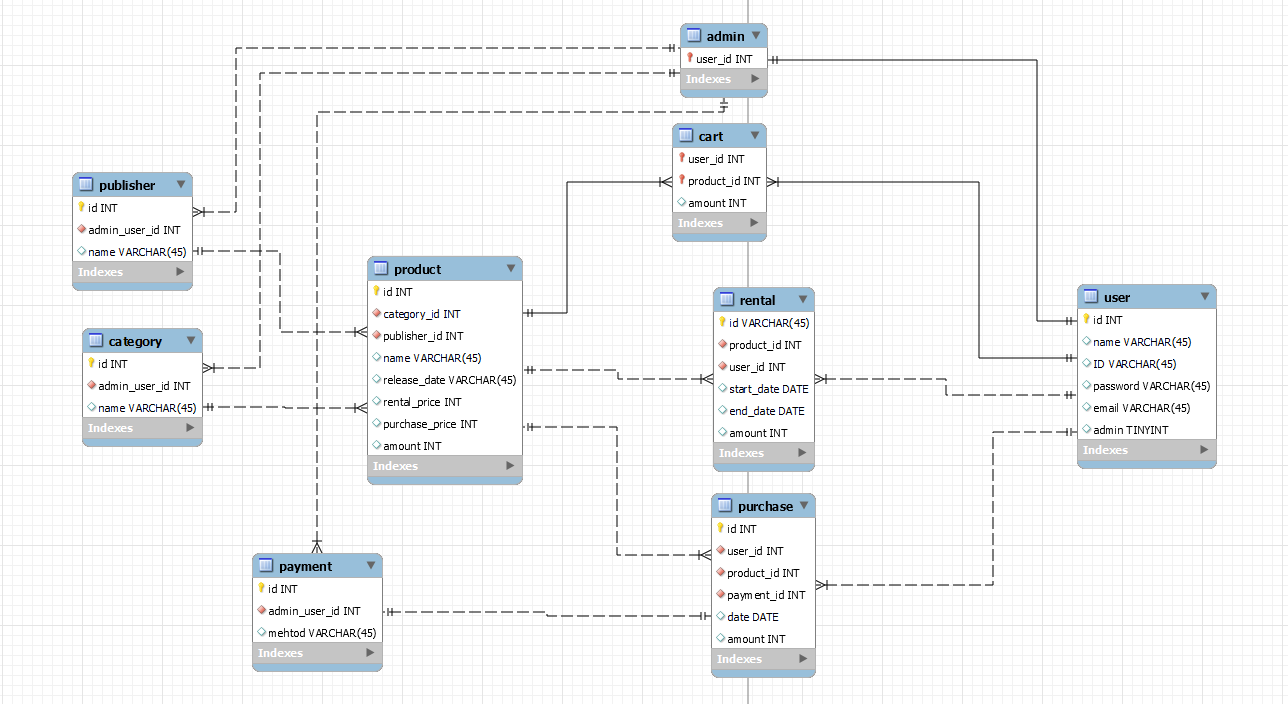 admin
user_id INT
Indexes
cart
user_id INT
product_id INT
amount INT
Indexes
publisher
id INT
admin_user_id INT
name VARCHAR(45)
Indexes
product
id INT
category_id INT
publisher_id INT
name VARCHAR(45)
release_date VARCHAR(45)
rental_price INT
purchase_price INT
amount INT
Indexes
rental
id VARCHAR(45)
product_id INT
user_id INT
start_date DATE
end_date DATE
amount INT
Indexes
user
id INT
name VARCHAR(45)
ID VARCHAR(45)
password VARCHAR(45)
email VARCHAR(45)
admin TINYINT
Indexes
category
id INT
admin_user_id INT
name VARCHAR(45)
Indexes
purchase
id INT
user_id INT
product_id INT
payment_id INT
date DATE
amount INT
Indexes
payment
id INT
admin_user_id INT
mehtod VARCHAR(45)
Indexes